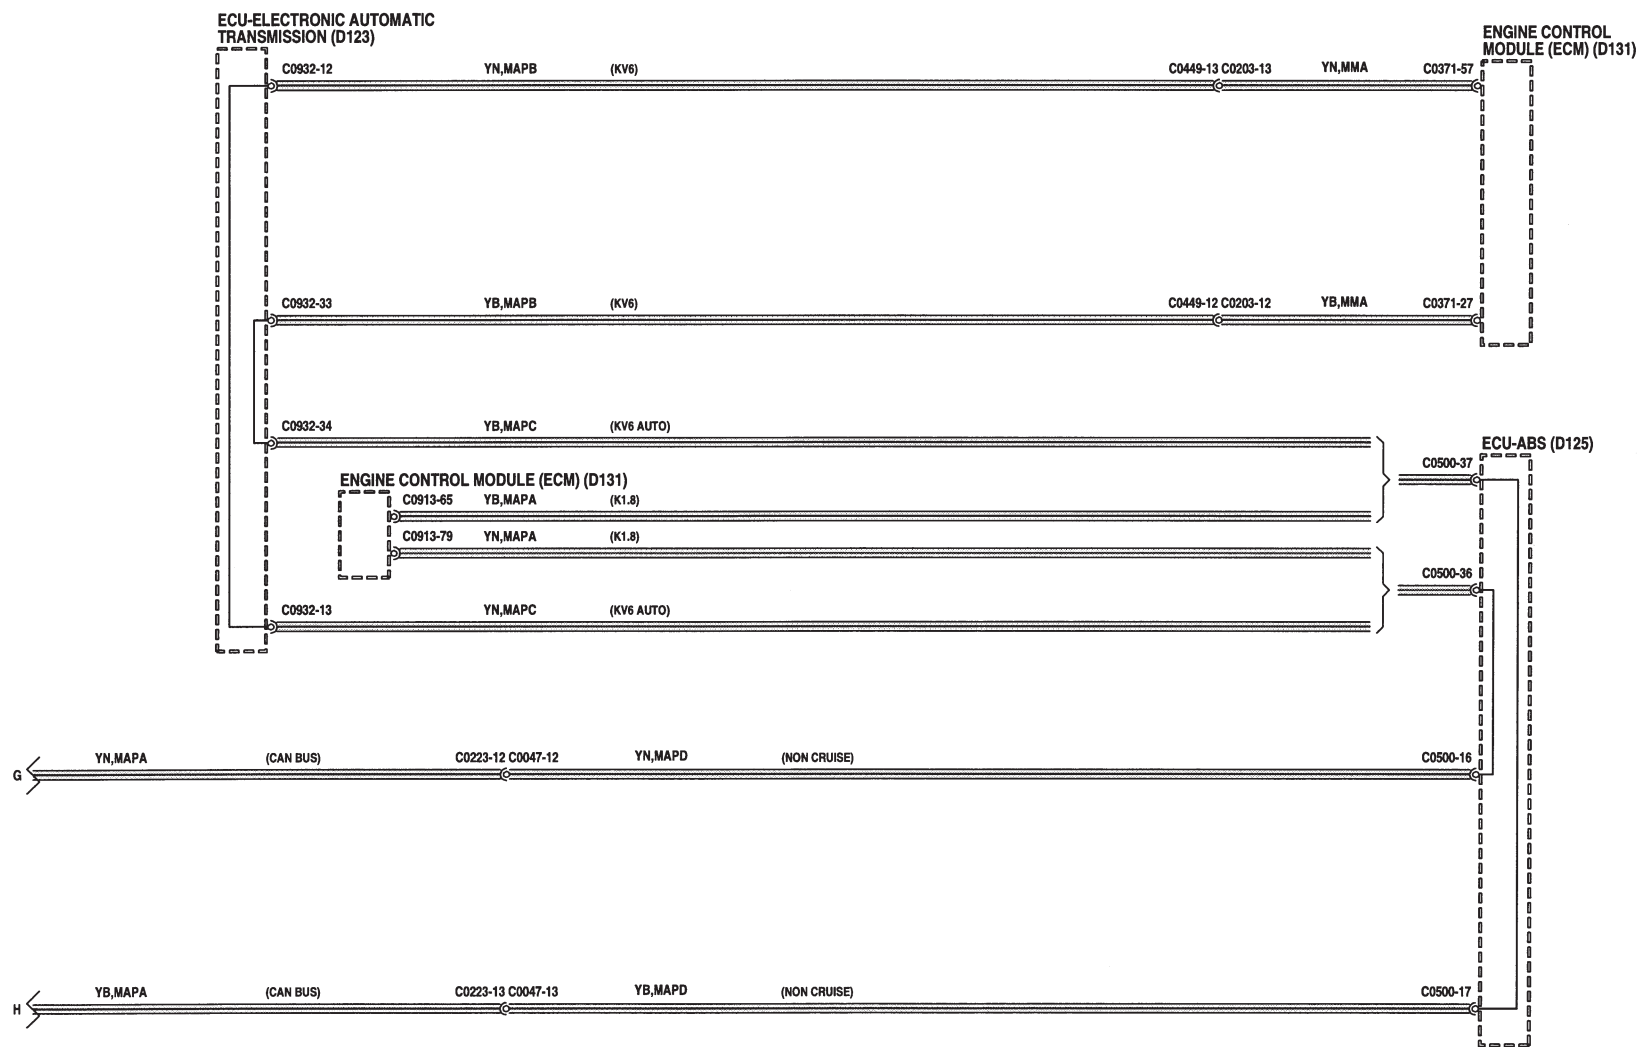 ECU-ELECTRONIC AUTOMATIC
TRANSMISSION (D123)
ENGINE CONTROL
MODULE (ECM) (D131)
C0932-12 YN,MAPB (KV6) C0449-13 C0203-13 YN,MMA C0371-57
C0932-33 YB,MAPB (KV6) C0449-12 C0203-12 YB,MMA C0371-27
C0932-34 YB,MAPC (KV6 AUTO)
ECU-ABS (D125)
C0500-37
ENGINE CONTROL MODULE (ECM) (D131)
C0913-65 YB,MAPA (K1.8)
C0913-79 YN,MAPA (K1.8)
C0500-36
C0932-13 YN,MAPC (KV6 AUTO)
G YN,MAPA (CAN BUS) C0223-12 C0047-12 YN,MAPD (NON CRUISE) C0500-16
H YB,MAPA (CAN BUS) C0223-13 C0047-13 YB,MAPD (NON CRUISE) C0500-17